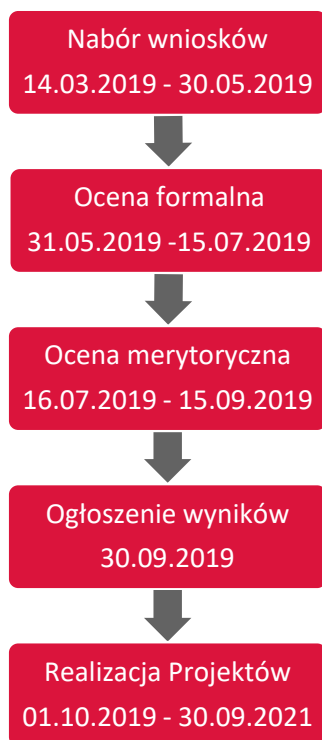 Nabór wniosków
14.03.2019 - 30.05.2019
Ocena formalna
31.05.2019 -15.07.2019
Ocena merytoryczna
16.07.2019 - 15.09.2019
Ogłoszenie wyników
30.09.2019
Realizacja Projektów
01.10.2019 - 30.09.2021